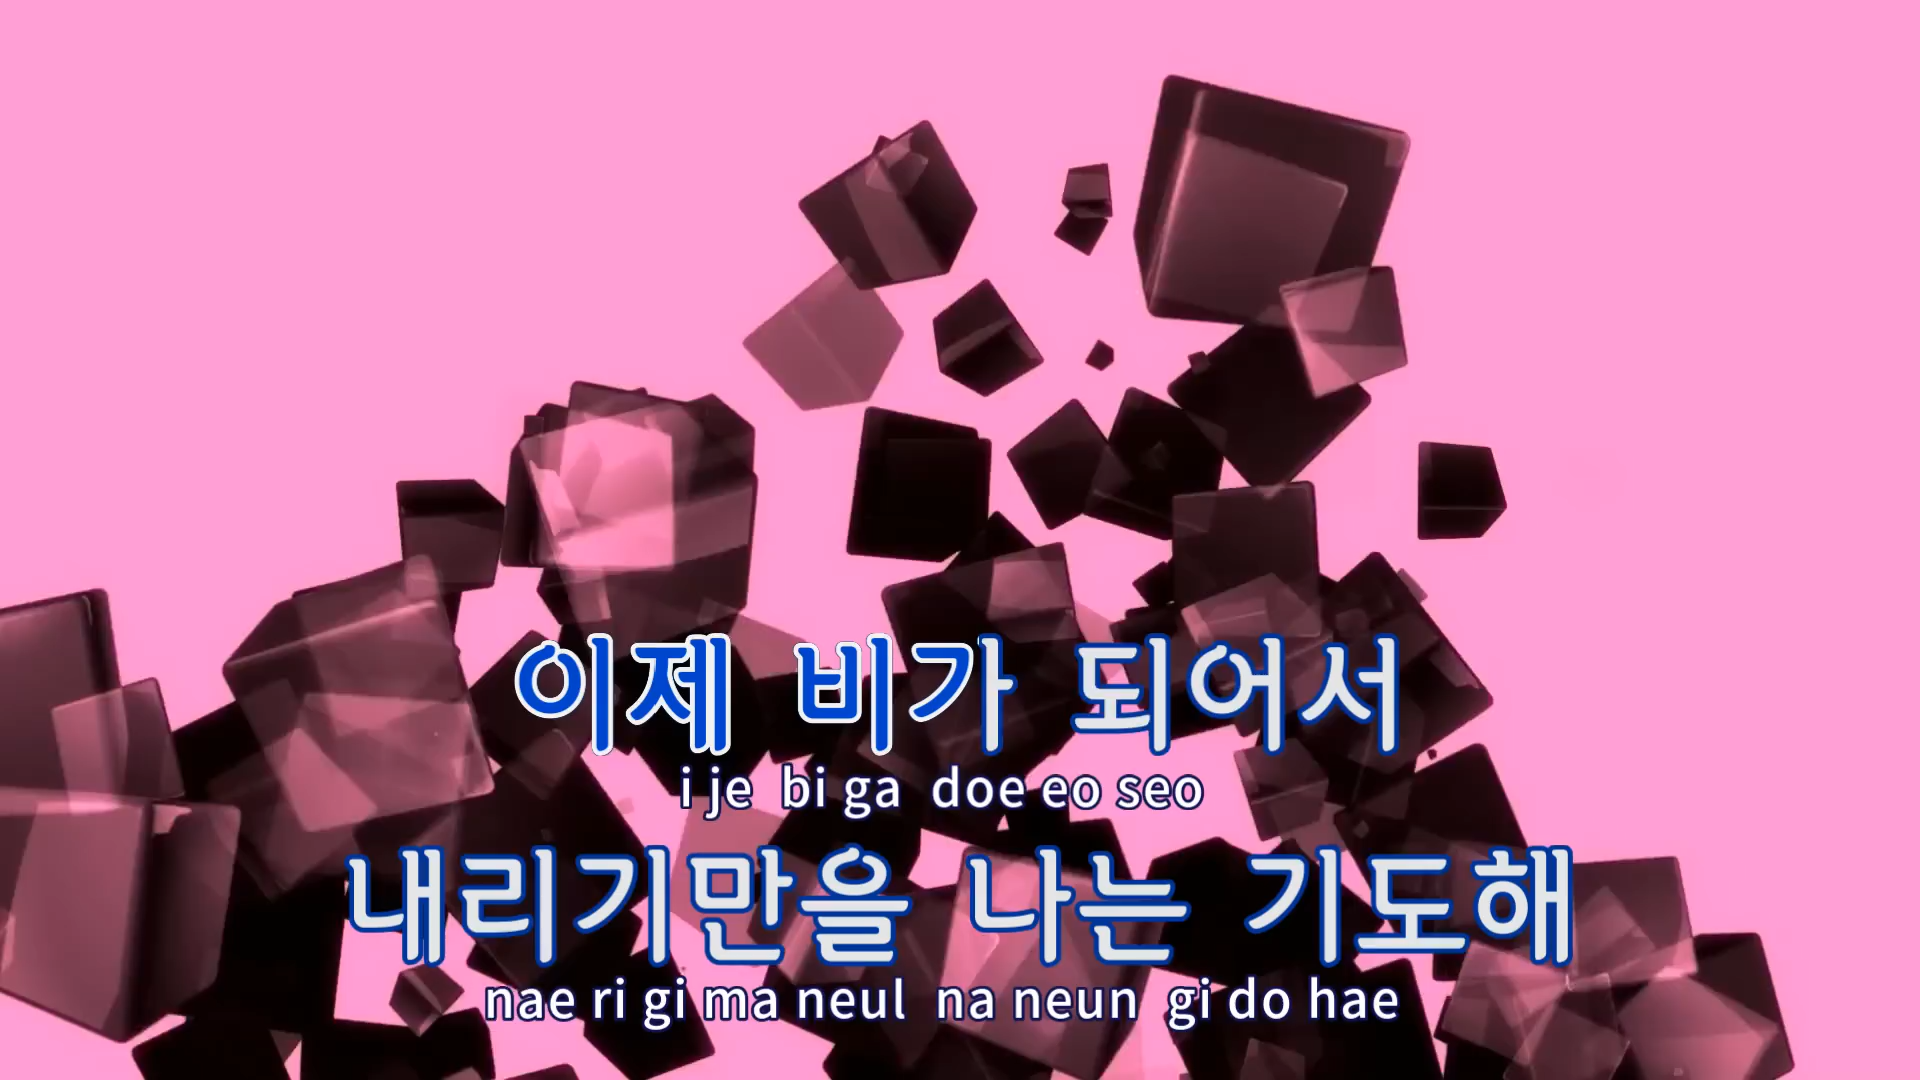 이제 비가 되어서
i je bi ga doe eo seo
내리기만을 나는 기도해
nae ri gi ma neul na neun gi do hae